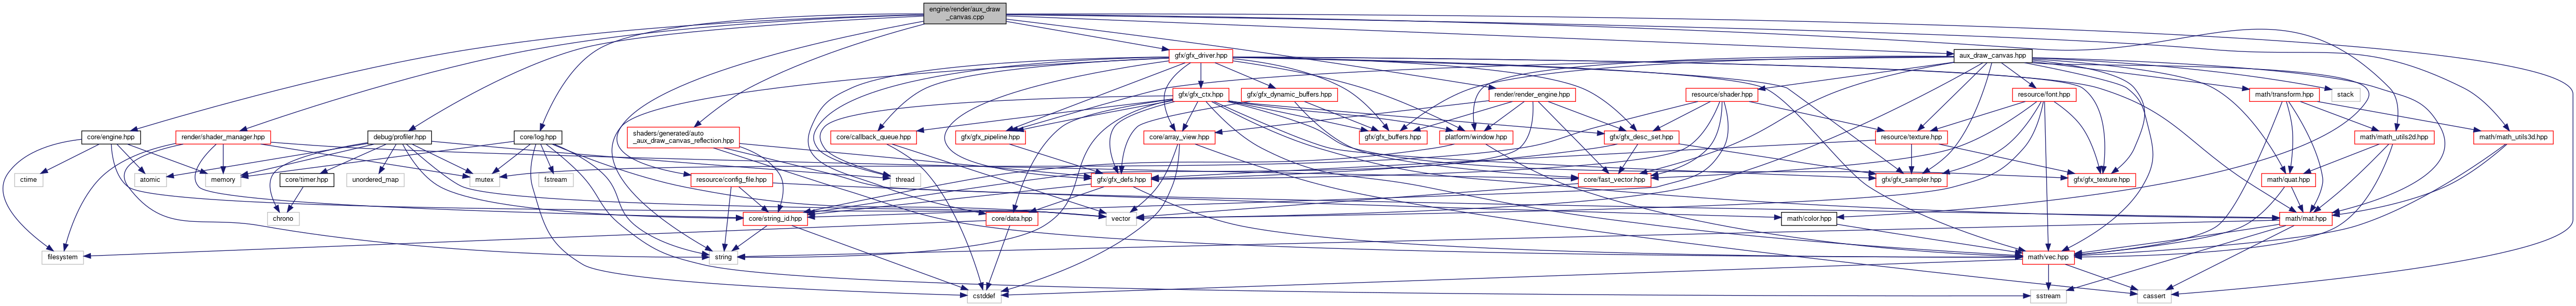 engine/render/aux_draw
_canvas.cpp
gfx/gfx_driver.hpp
aux_draw_canvas.hpp
gfx/gfx_ctx.hpp
gfx/gfx_dynamic_buffers.hpp
render/render_engine.hpp
resource/shader.hpp
resource/font.hpp
math/transform.hpp
stack
core/engine.hpp
render/shader_manager.hpp
debug/profiler.hpp
core/log.hpp
shaders/generated/auto
_aux_draw_canvas_reflection.hpp
core/callback_queue.hpp
gfx/gfx_pipeline.hpp
core/array_view.hpp
gfx/gfx_buffers.hpp
platform/window.hpp
gfx/gfx_desc_set.hpp
resource/texture.hpp
math/math_utils2d.hpp
math/math_utils3d.hpp
ctime
atomic
memory
core/timer.hpp
unordered_map
mutex
fstream
resource/config_file.hpp
thread
gfx/gfx_defs.hpp
core/fast_vector.hpp
gfx/gfx_sampler.hpp
gfx/gfx_texture.hpp
math/quat.hpp
chrono
core/string_id.hpp
core/data.hpp
vector
math/color.hpp
math/mat.hpp
filesystem
string
math/vec.hpp
cstddef
sstream
cassert